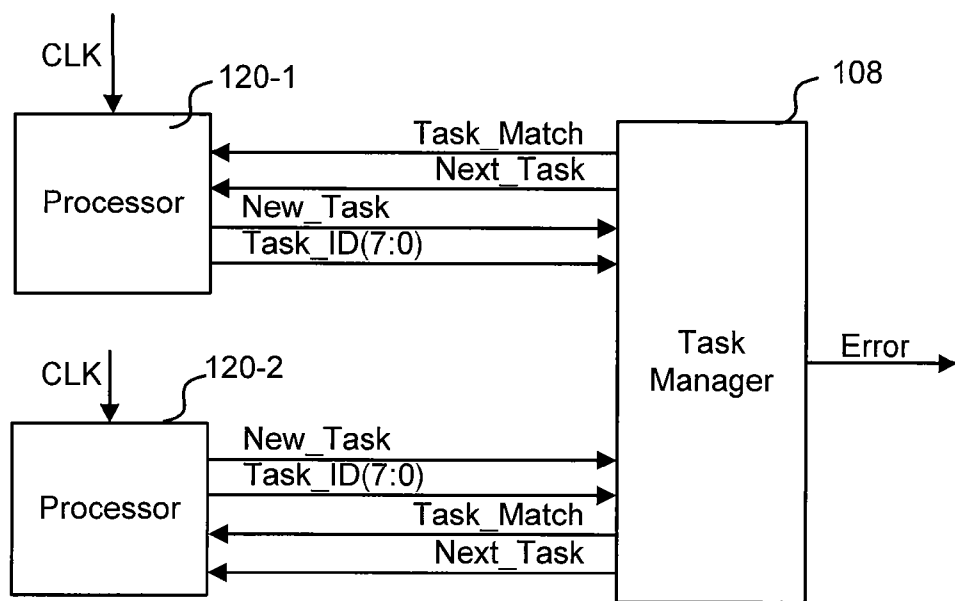 CLK
120-1
108
Task_Match
Next_Task
Processor
New_Task
Task_ID(7:0)
Task
Manager
Error
CLK
120-2
New_Task
Task_ID(7:0)
Processor
Task_Match
Next_Task